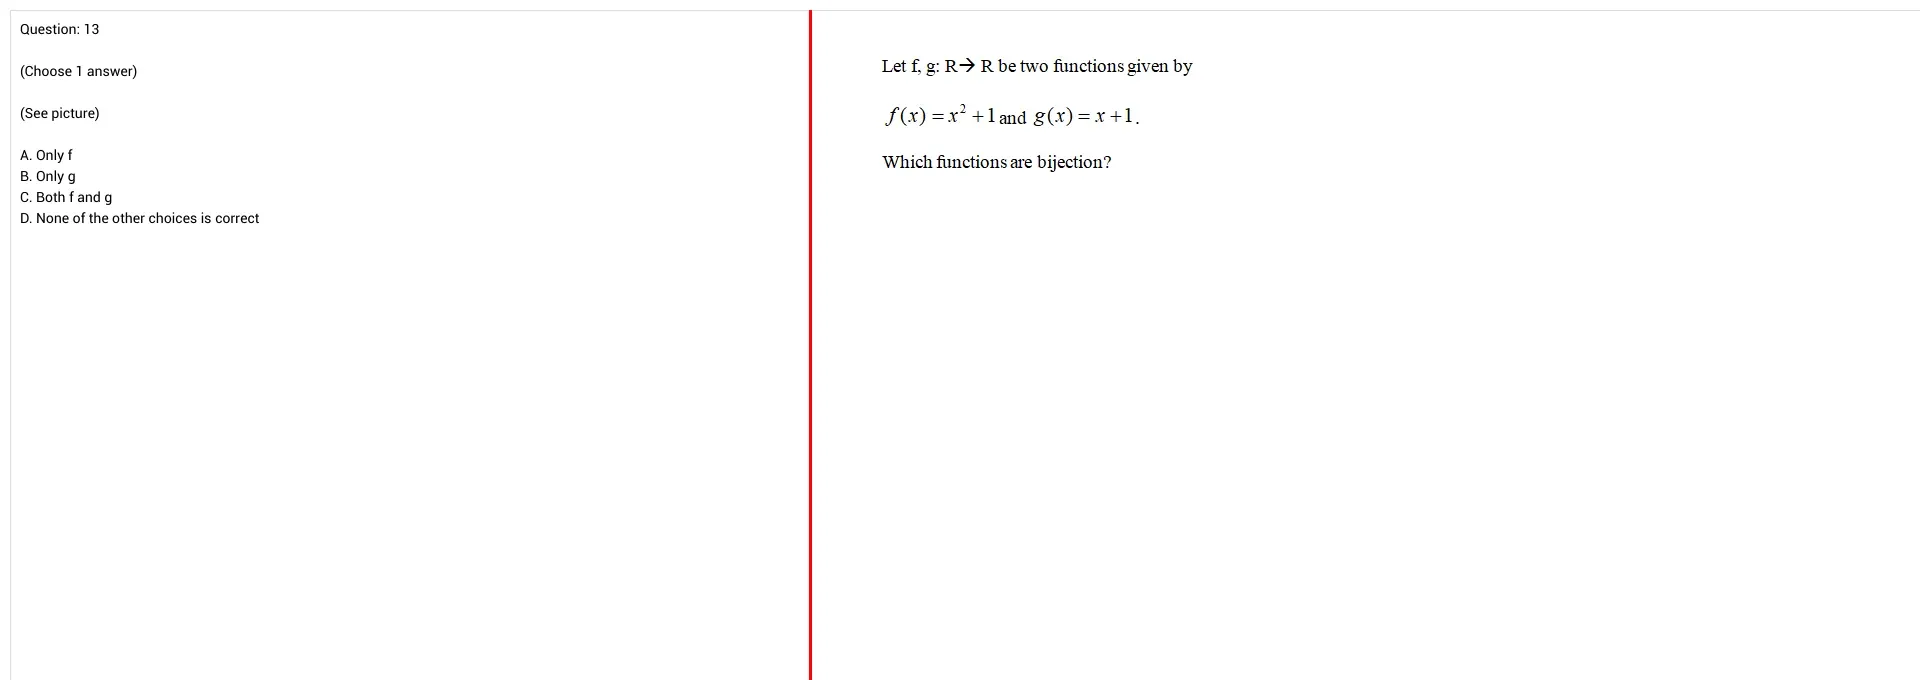 Question: 13
(Choose 1 answer)
(See picture)
A. Only f
B. Only g
C. Both f and g
D. None of the other choices is correct
Let f, g: R→ R be two functions given by
f(x) = x² +1 and g(x) = x +1.
Which functions are bijection?